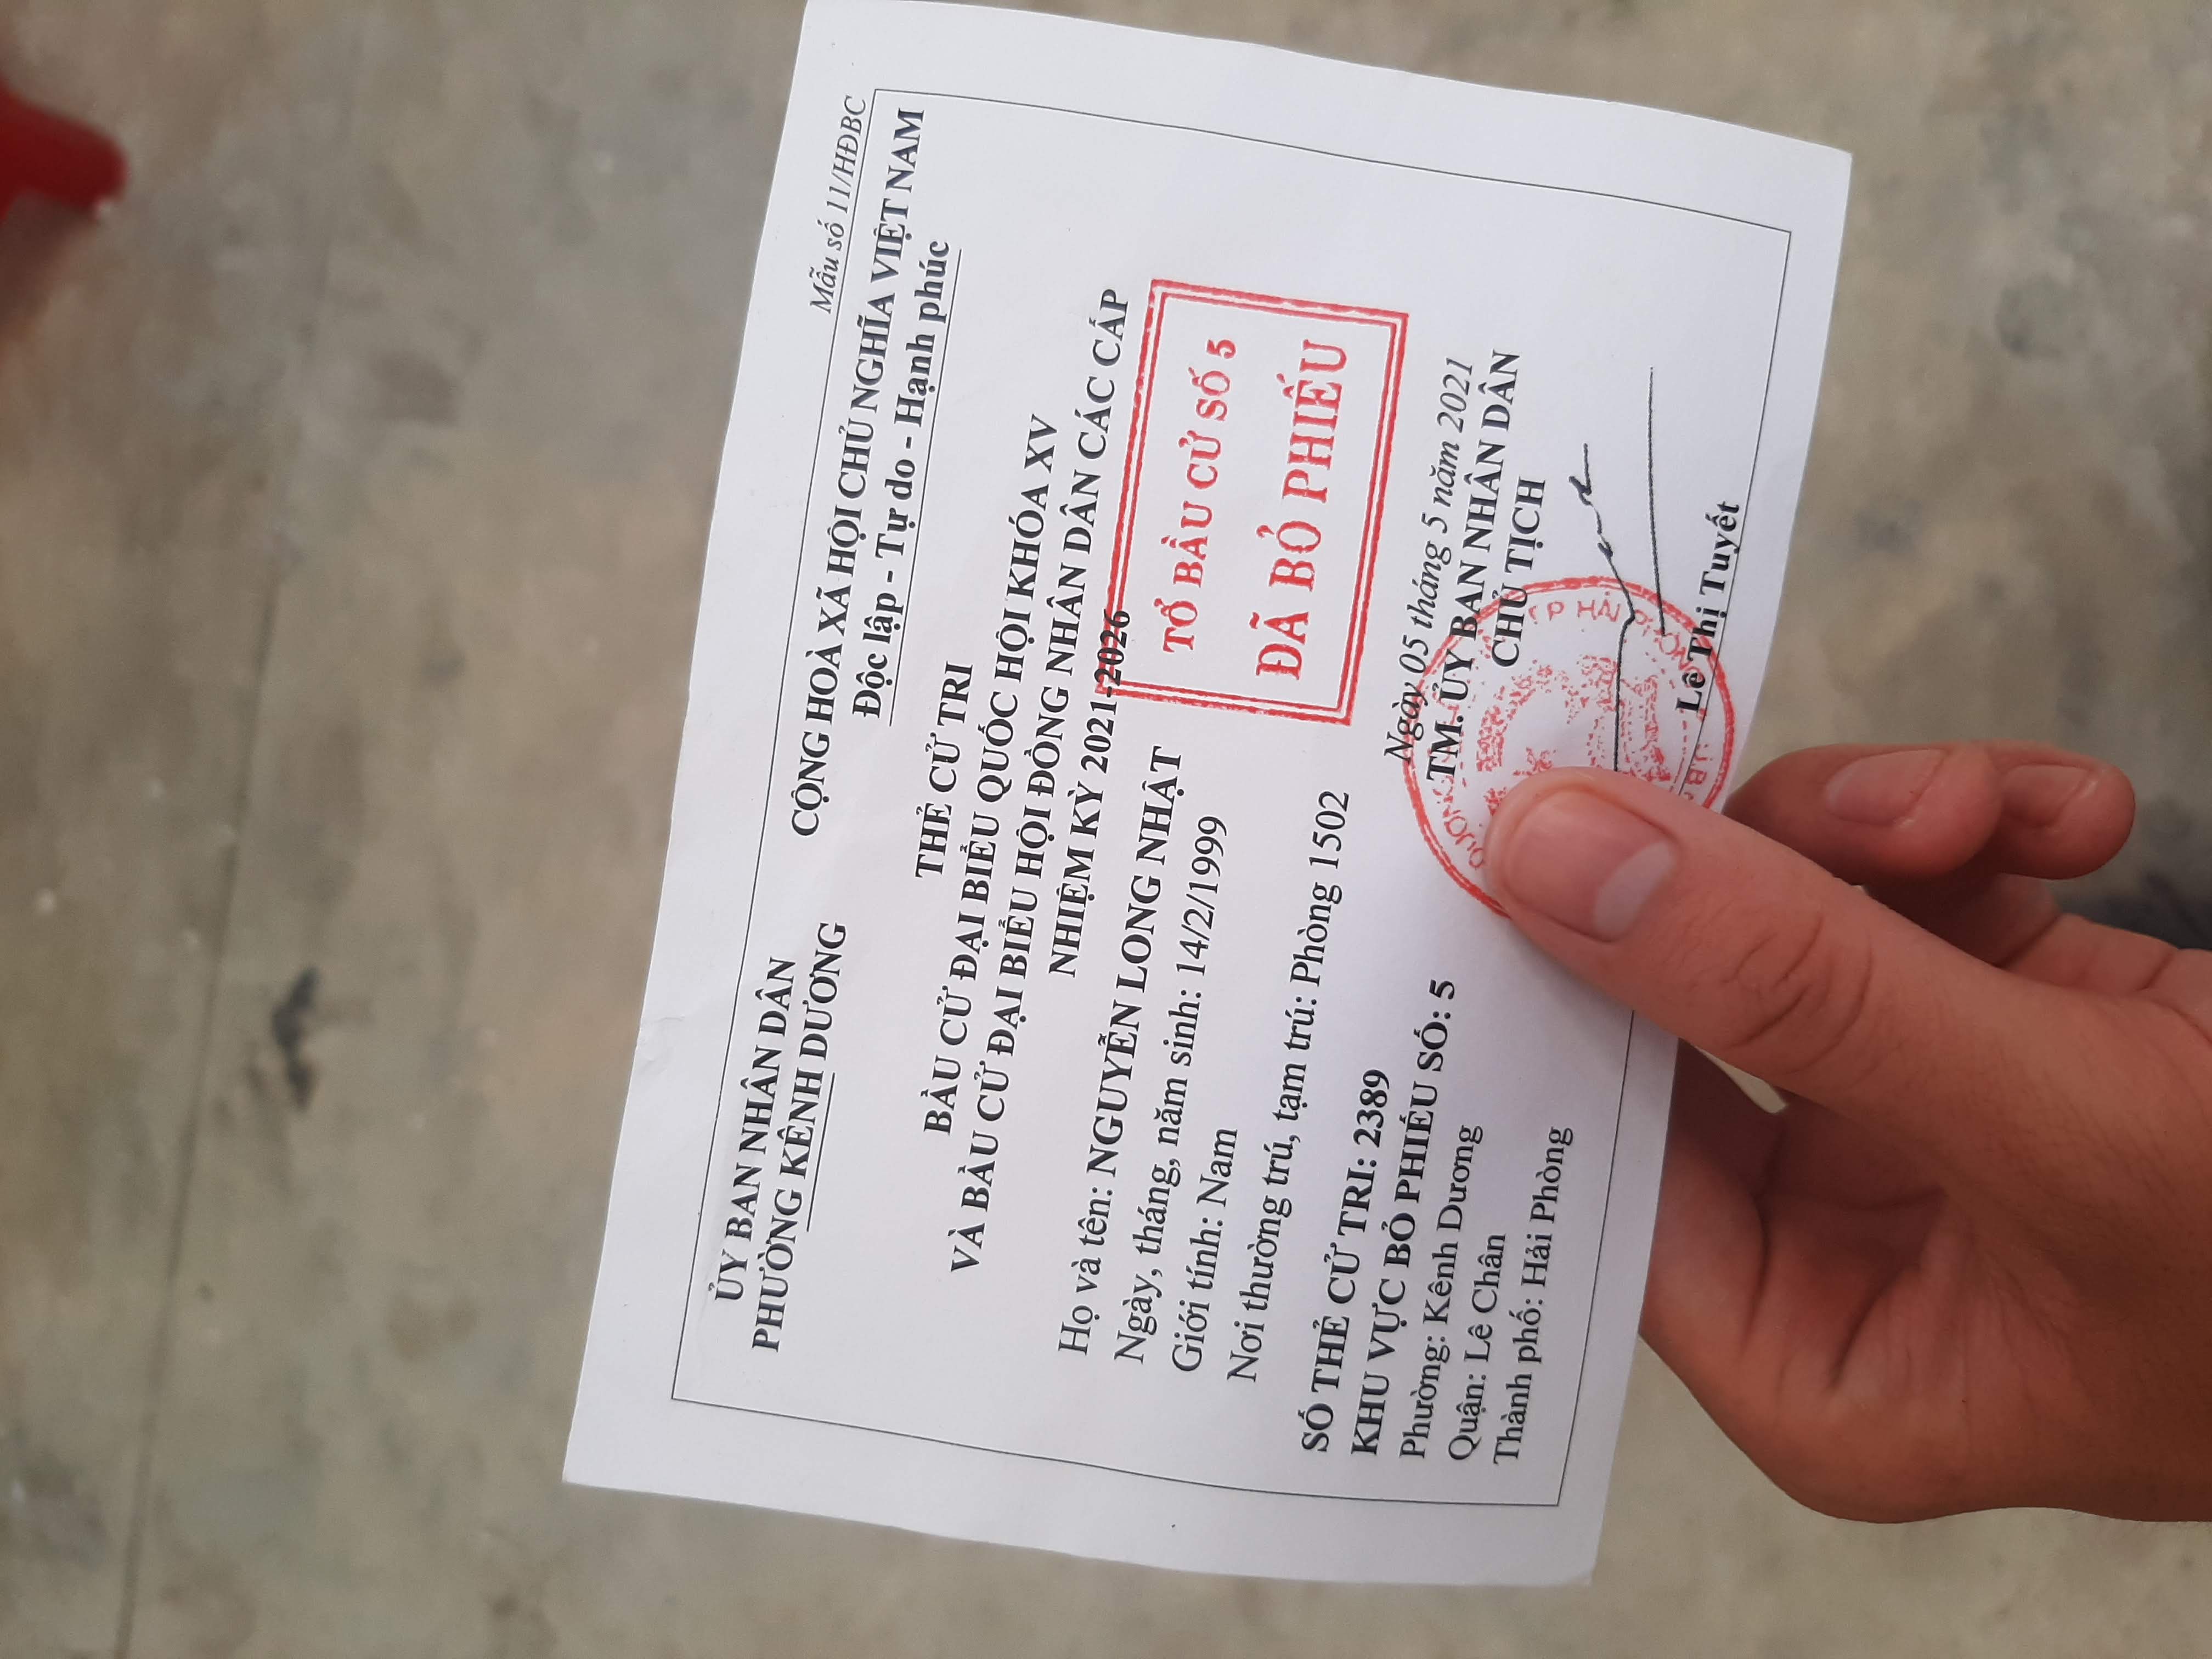 ỦY BAN NHÂN DÂN
PHƯỜNG KÊNH DƯƠNG
Mẫu số 11/HĐBC
CỘNG HOÀ XÃ HỘI CHỦ NGHĨA VIỆT NAM
Độc lập - Tự do - Hạnh phúc
THẺ CỬ TRI
BẦU CỬ ĐẠI BIỂU QUỐC HỘI KHÓA XV
VÀ BẦU CỬ ĐẠI BIỂU HỘI ĐỒNG NHÂN DÂN CÁC CẤP
NHIỆM KỲ 2021-2026
Họ và tên: NGUYỄN LONG NHẬT
Ngày, tháng, năm sinh: 14/2/1999
Giới tính: Nam
Nơi thường trú, tạm trú: Phòng 1502
TỔ BẦU CỬ SỐ 5
ĐÃ BỎ PHIẾU
SỐ THẺ CỬ TRI: 2389
KHU VỰC BỎ PHIẾU SỐ: 5
Phường: Kênh Dương
Quận: Lê Chân
Thành phố: Hải Phòng
Ngày 05 tháng 5 năm 2021
TM. ỦY BAN NHÂN DÂN
CHỦ TỊCH
Lê Thị Tuyết